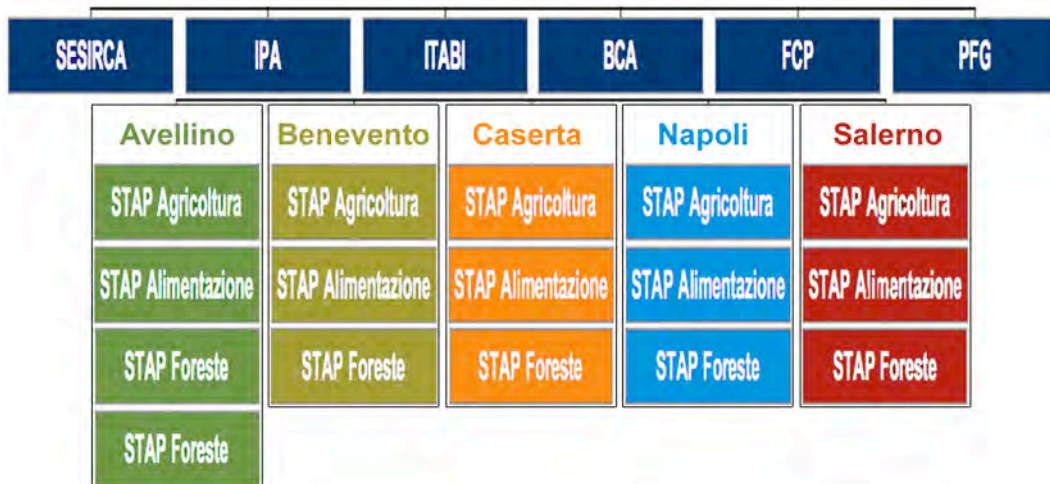 SESIRCA IPA ITABI BCA FCP PFG
Avellino Benevento Caserta Napoli Salerno
STAP Agricoltura STAP Agricoltura STAP Agricoltura STAP Agricoltura STAP Agricoltura
STAP Alimentazione STAP Alimentazione STAP Alimentazione STAP Alimentazione STAP Alimentazione
STAP Foreste STAP Foreste STAP Foreste STAP Foreste STAP Foreste
STAP Foreste